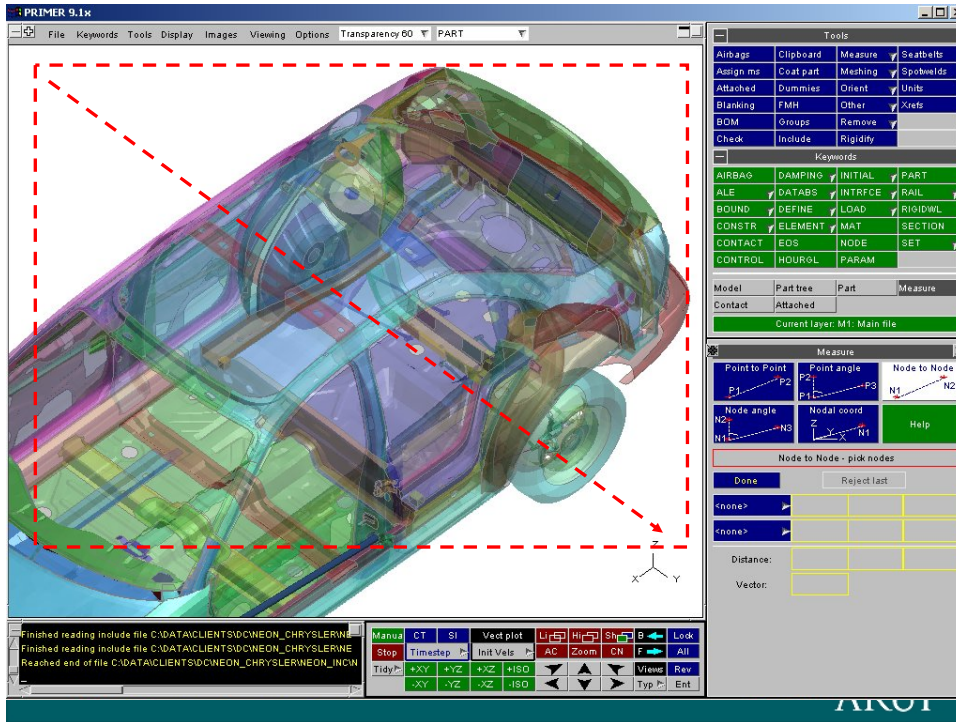 PRIMER 9.1x
File Keywords Tools Display Images Viewing Options Transparency 60 PART
Tools
Airbags Clipboard Measure Seatbelts
Assign ms Coat part Meshing Spotwelds
Attached Dummies Orient Units
Blanking FMH Other Xrefs
BOM Groups Remove
Check Include Rigidify
Keywords
AIRBAG DAMPING INITIAL PART
ALE DATABS INTRFCE RAIL
BOUND DEFINE LOAD RIGIDWL
CONSTR ELEMENT MAT SECTION
CONTACT EOS NODE SET
CONTROL HOURGL PARAM
Model Part tree Part Measure
Contact Attached
Current layer: M1: Main file
Measure
Point to Point Point angle Node to Node
P1 P2 P2 P1 P3 N1 N2
Node angle Nodal coord Help
N2 N1 N3 Z Y X N1
Node to Node - pick nodes
Done Reject last
<none>
<none>
Distance:
Vector:
Z
X Y
Finished reading include file C:\DATA\CLIENTS\DC\NEON_CHRYSLER\NE
Finished reading include file C:\DATA\CLIENTS\DC\NEON_CHRYSLER\NE
Reached end of file C:\DATA\CLIENTS\DC\NEON_CHRYSLER\NEON_INC\N
Manua CT SI Vect plot Li Hi Sh B Lock
Stop Timestep Init Vels AC Zoom CN F All
Tidy +XY +YZ +XZ +ISO Views Rev
-XY -YZ -XZ -ISO Typ Ent
ARUP